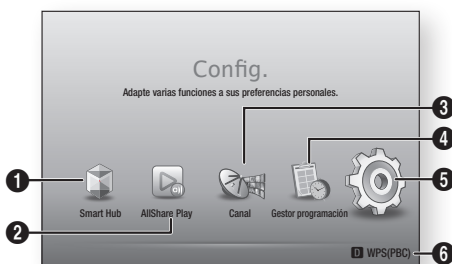 Config.
Adapte varias funciones a sus preferencias personales.
3
4
1
5
Smart Hub AllShare Play Canal Gestor programación
2
D WPS(PBC)
6